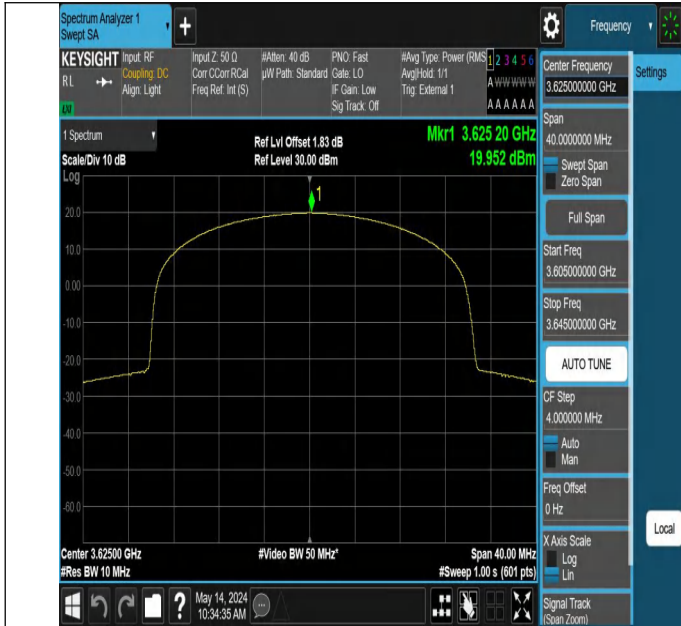 Spectrum Analyzer 1
Swept SA
Frequency
KEYSIGHT
RL
LXI
Input: RF
Coupling: DC
Align: Light
Input Z: 50 Ω
Corr CCorr RCal
Freq Ref: Int (S)
#Atten: 40 dB
µW Path: Standard
PNO: Fast
Gate: LO
IF Gain: Low
Sig Track: Off
#Avg Type: Power (RMS
Avg|Hold: 1/1
Trig: External 1
1 2 3 4 5 6
A W W W W W
A A A A A A
1 Spectrum
Scale/Div 10 dB
Log
Ref Lvl Offset 1.83 dB
Ref Level 30.00 dBm
Mkr1 3.625 20 GHz
19.952 dBm
1
20.0
10.0
0.00
-10.0
-20.0
-30.0
-40.0
-50.0
-60.0
Center 3.62500 GHz
#Res BW 10 MHz
#Video BW 50 MHz*
Span 40.00 MHz
#Sweep 1.00 s (601 pts)
?
May 14, 2024
10:34:35 AM
Center Frequency
3.625000000 GHz
Settings
Span
40.0000000 MHz
Swept Span
Zero Span
Full Span
Start Freq
3.605000000 GHz
Stop Freq
3.645000000 GHz
AUTO TUNE
CF Step
4.000000 MHz
Auto
Man
Freq Offset
0 Hz
Local
X Axis Scale
Log
Lin
Signal Track
(Span Zoom)